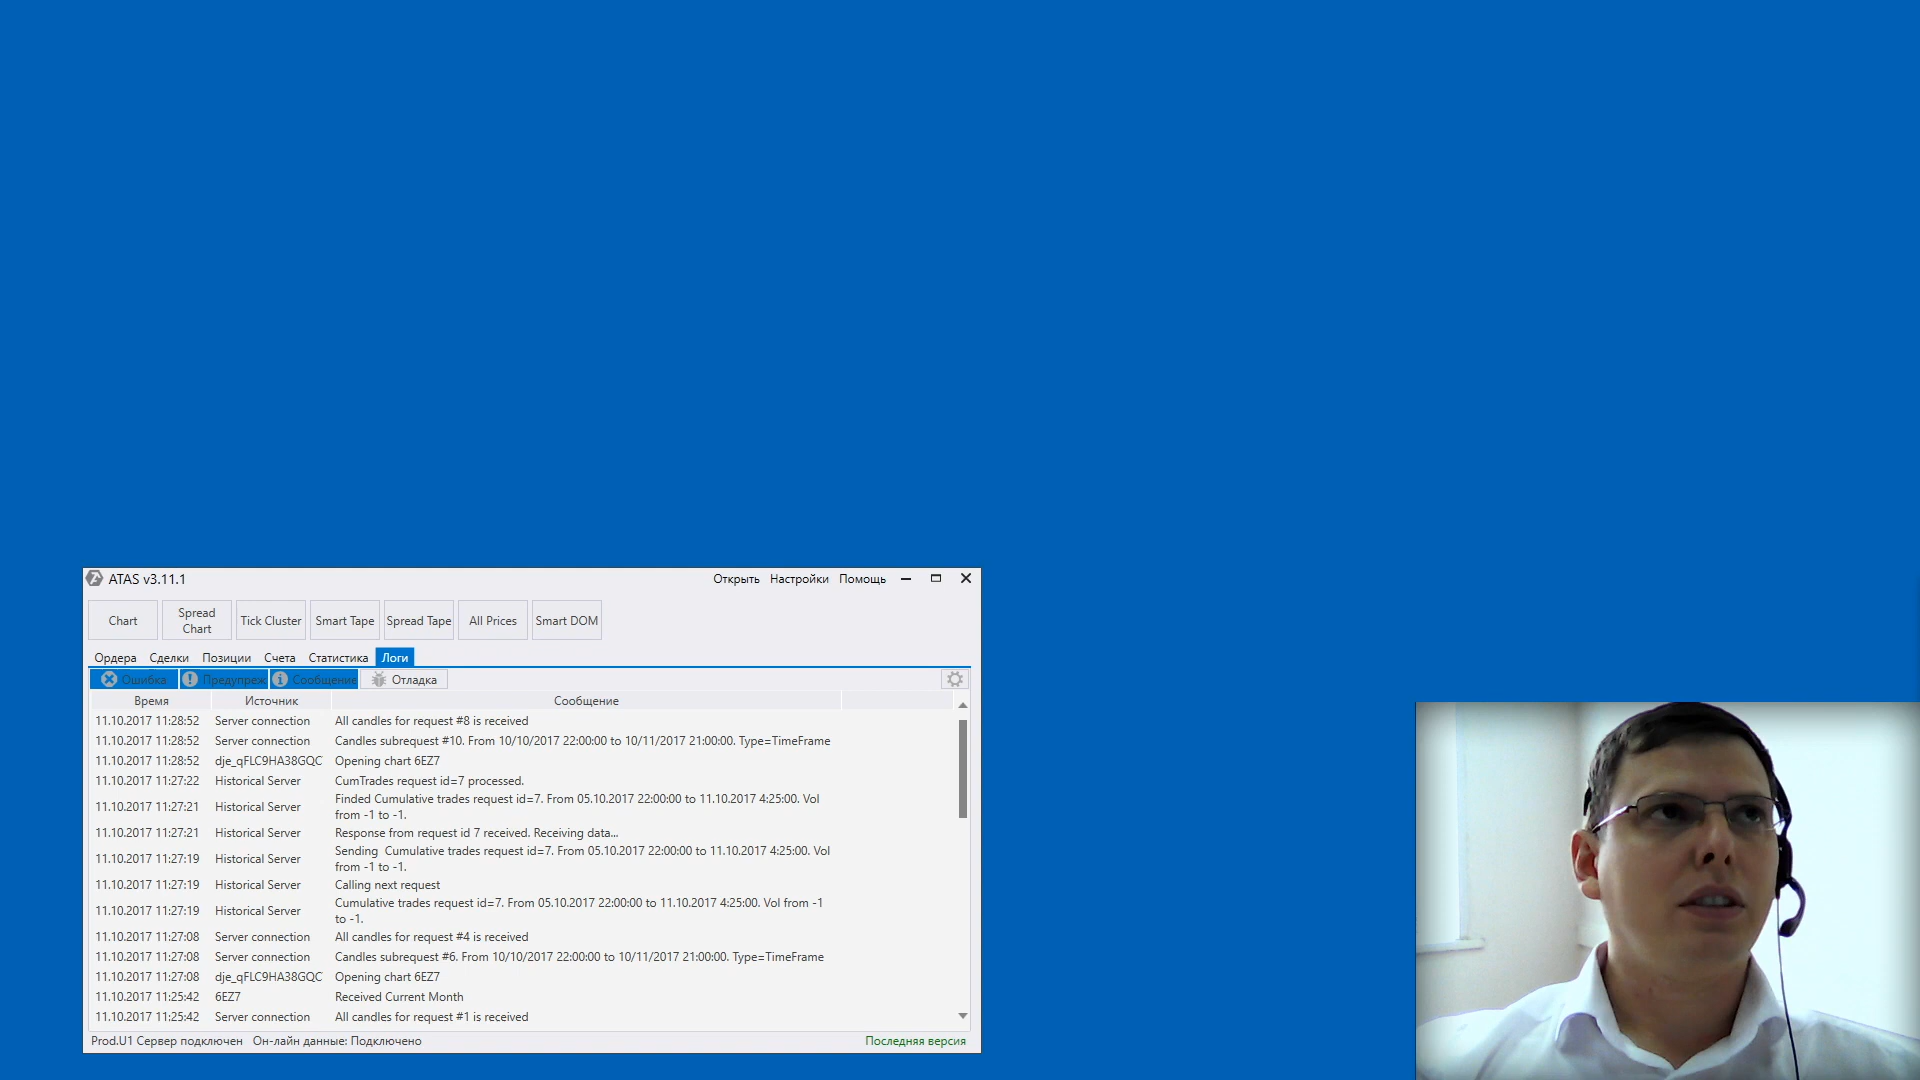 ATAS v3.11.1
Открыть Настройки Помощь
Chart
Spread
Chart
Tick Cluster
Smart Tape
Spread Tape
All Prices
Smart DOM
Ордера Сделки Позиции Счета Статистика Логи
Ошибка Предупреж Сообщение Отладка
Время Источник Сообщение
11.10.2017 11:28:52 Server connection All candles for request #8 is received
11.10.2017 11:28:52 Server connection Candles subrequest #10. From 10/10/2017 22:00:00 to 10/11/2017 21:00:00. Type=TimeFrame
11.10.2017 11:28:52 dje_qFLC9HA38GQC Opening chart 6EZ7
11.10.2017 11:27:22 Historical Server CumTrades request id=7 processed.
11.10.2017 11:27:21 Historical Server Finded Cumulative trades request id=7. From 05.10.2017 22:00:00 to 11.10.2017 4:25:00. Vol
from -1 to -1.
11.10.2017 11:27:21 Historical Server Response from request id 7 received. Receiving data...
11.10.2017 11:27:19 Historical Server Sending  Cumulative trades request id=7. From 05.10.2017 22:00:00 to 11.10.2017 4:25:00. Vol
from -1 to -1.
11.10.2017 11:27:19 Historical Server Calling next request
11.10.2017 11:27:19 Historical Server Cumulative trades request id=7. From 05.10.2017 22:00:00 to 11.10.2017 4:25:00. Vol from -1
to -1.
11.10.2017 11:27:08 Server connection All candles for request #4 is received
11.10.2017 11:27:08 Server connection Candles subrequest #6. From 10/10/2017 22:00:00 to 10/11/2017 21:00:00. Type=TimeFrame
11.10.2017 11:27:08 dje_qFLC9HA38GQC Opening chart 6EZ7
11.10.2017 11:25:42 6EZ7 Received Current Month
11.10.2017 11:25:42 Server connection All candles for request #1 is received
Prod.U1 Сервер подключен Он-лайн данные: Подключено Последняя версия